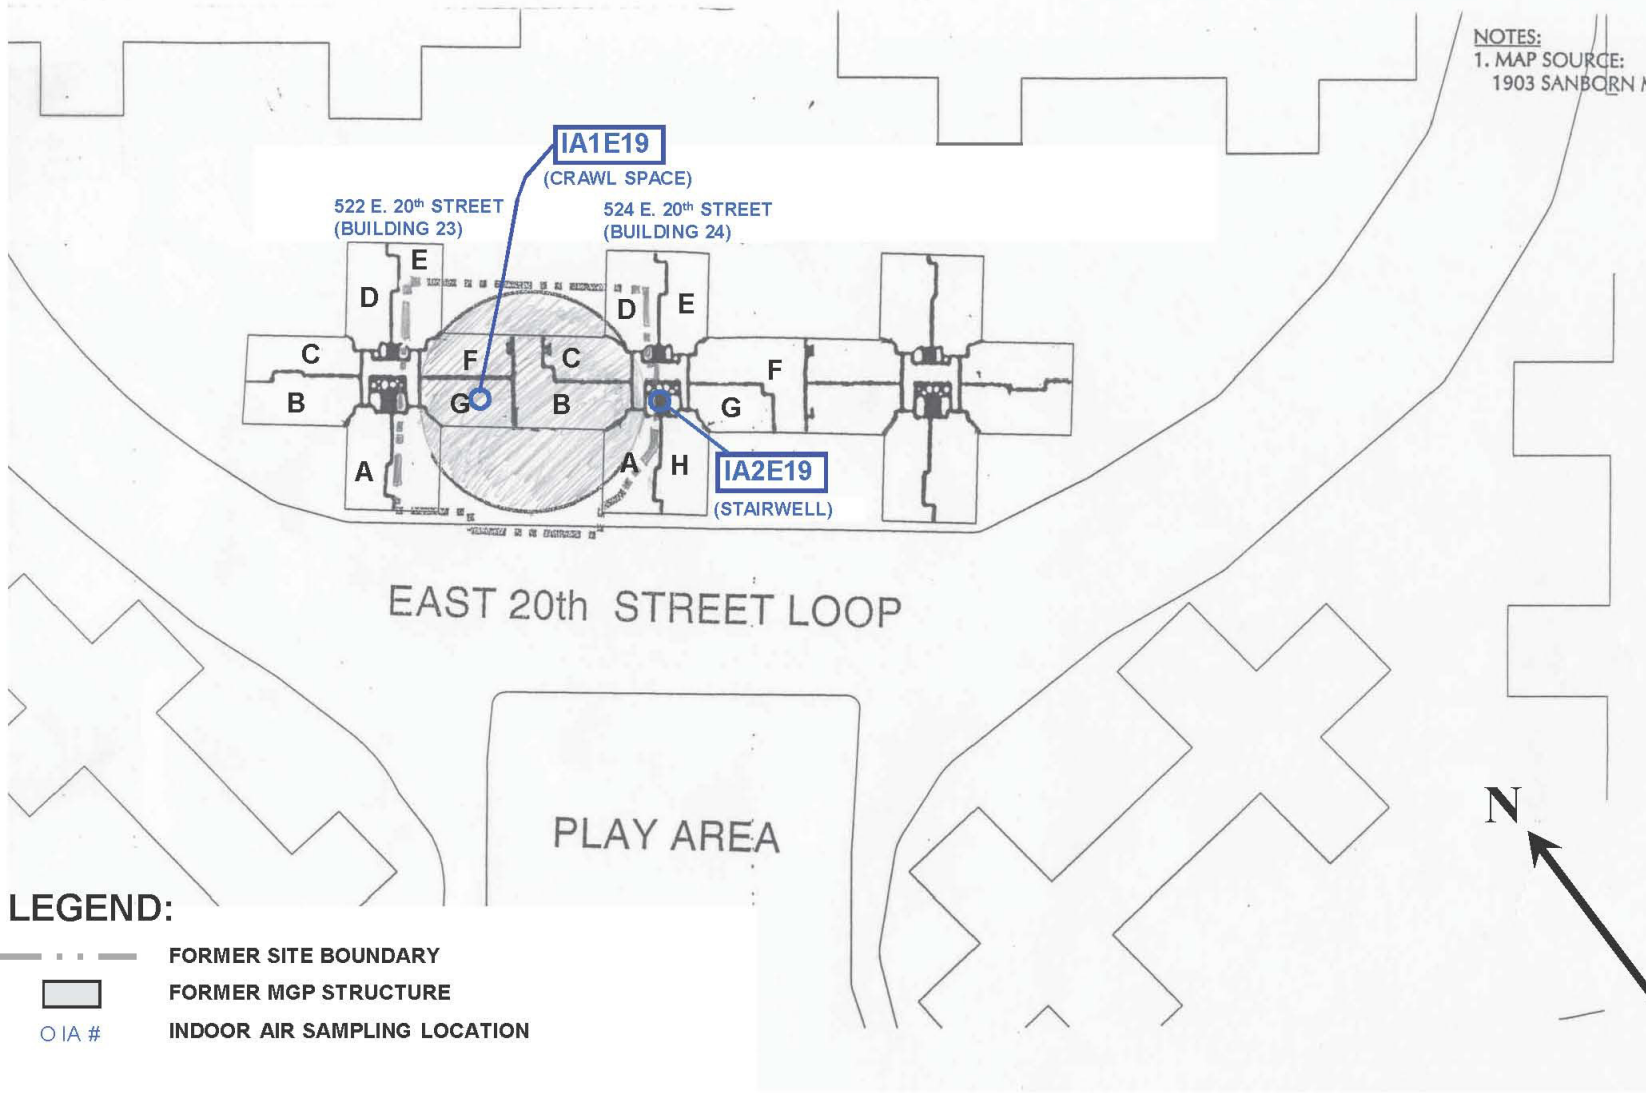 NOTES:
1. MAP SOURCE:
1903 SANBORN
IA1E19
(CRAWL SPACE)
522 E. 20th STREET
(BUILDING 23)
524 E. 20th STREET
(BUILDING 24)
E
D
D
E
C
F
C
F
B
G
B
G
A
A
H
IA2E19
(STAIRWELL)
EAST 20th STREET LOOP
PLAY AREA
N
LEGEND:
FORMER SITE BOUNDARY
FORMER MGP STRUCTURE
O IA # INDOOR AIR SAMPLING LOCATION